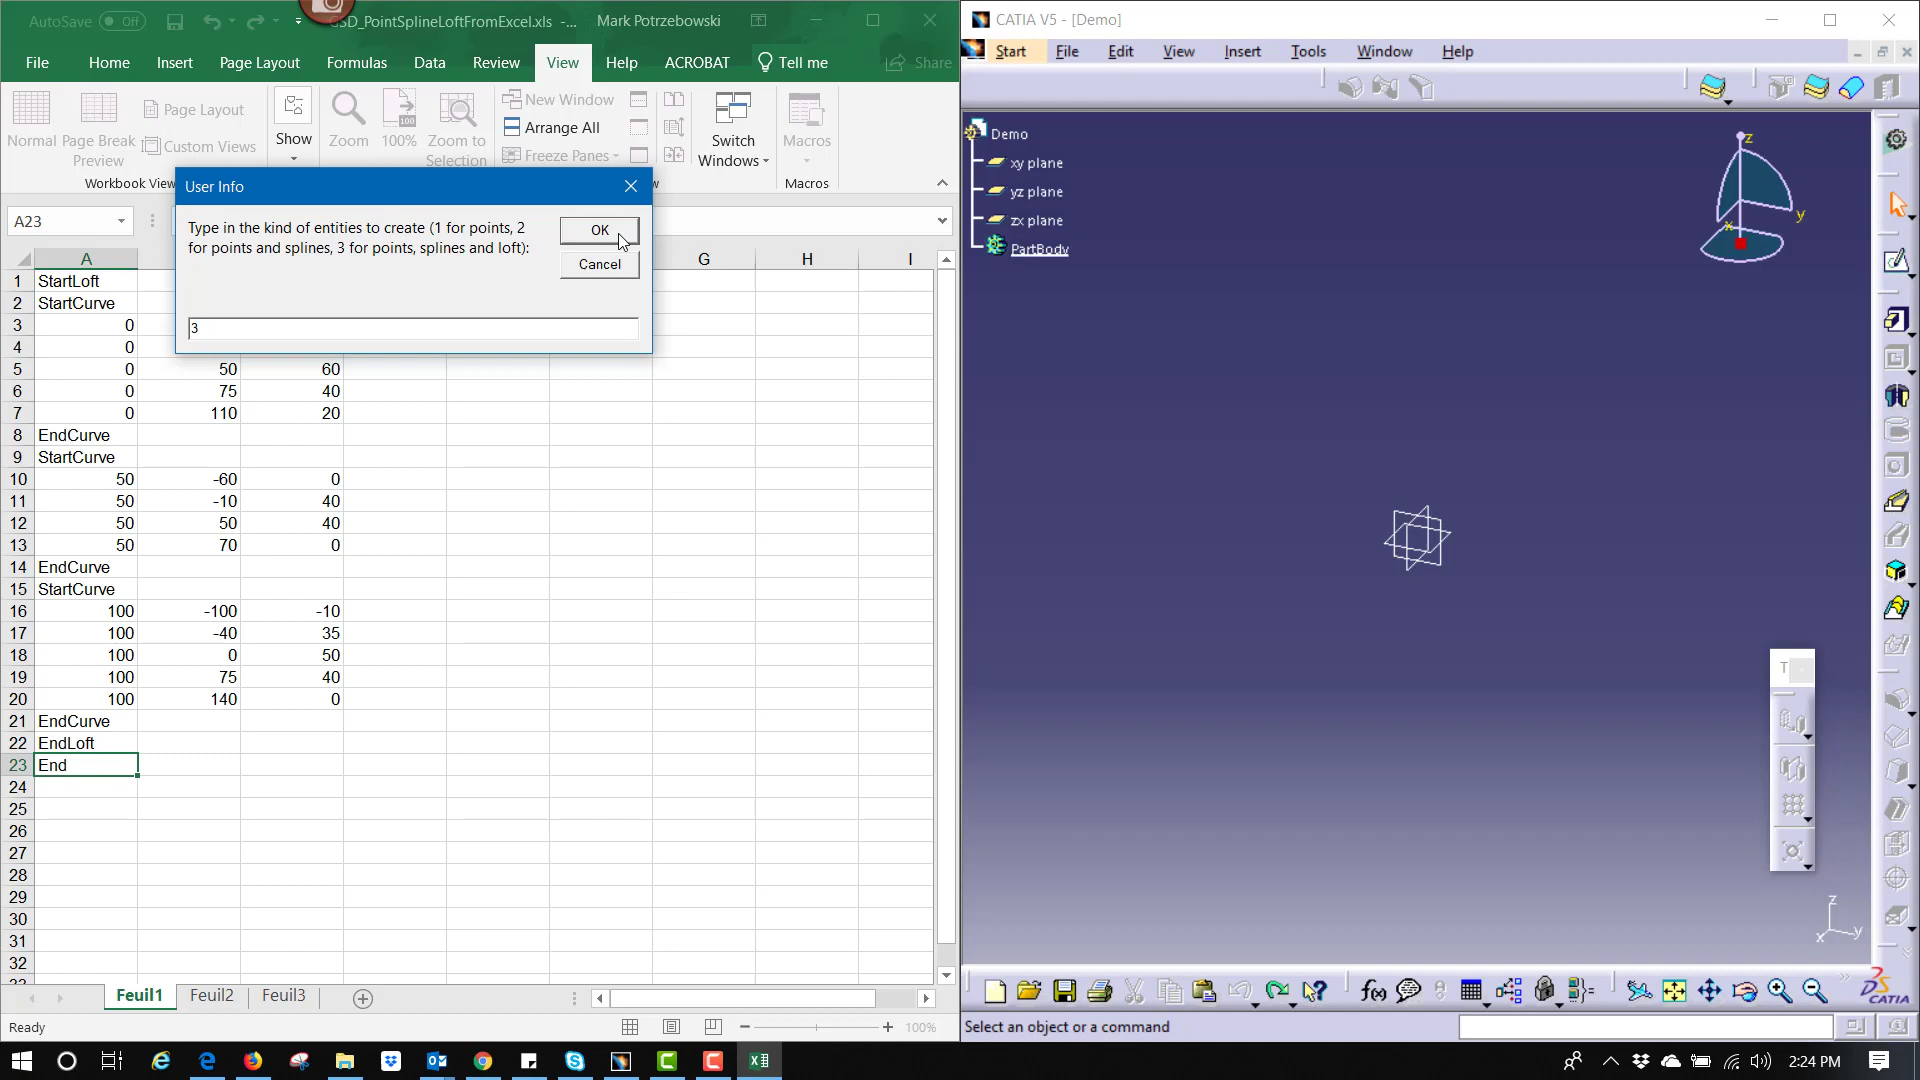 AutoSave Off
GSD_PointSplineLoftFromExcel.xls -...
Mark Potrzebowski
File Home Insert Page Layout Formulas Data Review View Help ACROBAT Tell me Share
Normal
Page Break Preview
Page Layout
Custom Views
Workbook View
Show
Zoom
100%
Zoom to Selection
New Window
Arrange All
Freeze Panes
Switch Windows
Macros
Macros
User Info
Type in the kind of entities to create (1 for points, 2
for points and splines, 3 for points, splines and loft):
OK
Cancel
3
A23
A G H I
1 StartLoft
2 StartCurve
3 0
4 0
5 0 50 60
6 0 75 40
7 0 110 20
8 EndCurve
9 StartCurve
10 50 -60 0
11 50 -10 40
12 50 50 40
13 50 70 0
14 EndCurve
15 StartCurve
16 100 -100 -10
17 100 -40 35
18 100 0 50
19 100 75 40
20 100 140 0
21 EndCurve
22 EndLoft
23 End
24
25
26
27
28
29
30
31
32
Feuil1 Feuil2 Feuil3
Ready
100%
CATIA V5 - [Demo]
Start File Edit View Insert Tools Window Help
Demo
xy plane
yz plane
zx plane
PartBody
z
y
x
T
z
x y
f(x)
CATIA
Select an object or a command
2:24 PM